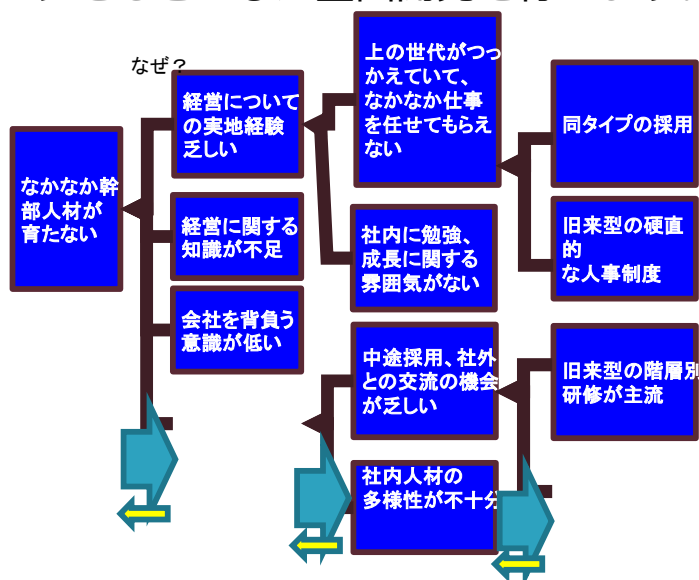 なぜ？
なかなか幹
部人材が
育たない
経営について
の実地経験
乏しい
経営に関する
知識が不足
会社を背負う
意識が低い
上の世代がつっ
かえていて、
なかなか仕事
を任せてもらえ
ない
社内に勉強、
成長に関する
雰囲気がない
中途採用、社外
との交流の機会
が乏しい
社内人材の
多様性が不十分
同タイプの採用
旧来型の硬直
的
な人事制度
旧来型の階層別
研修が主流